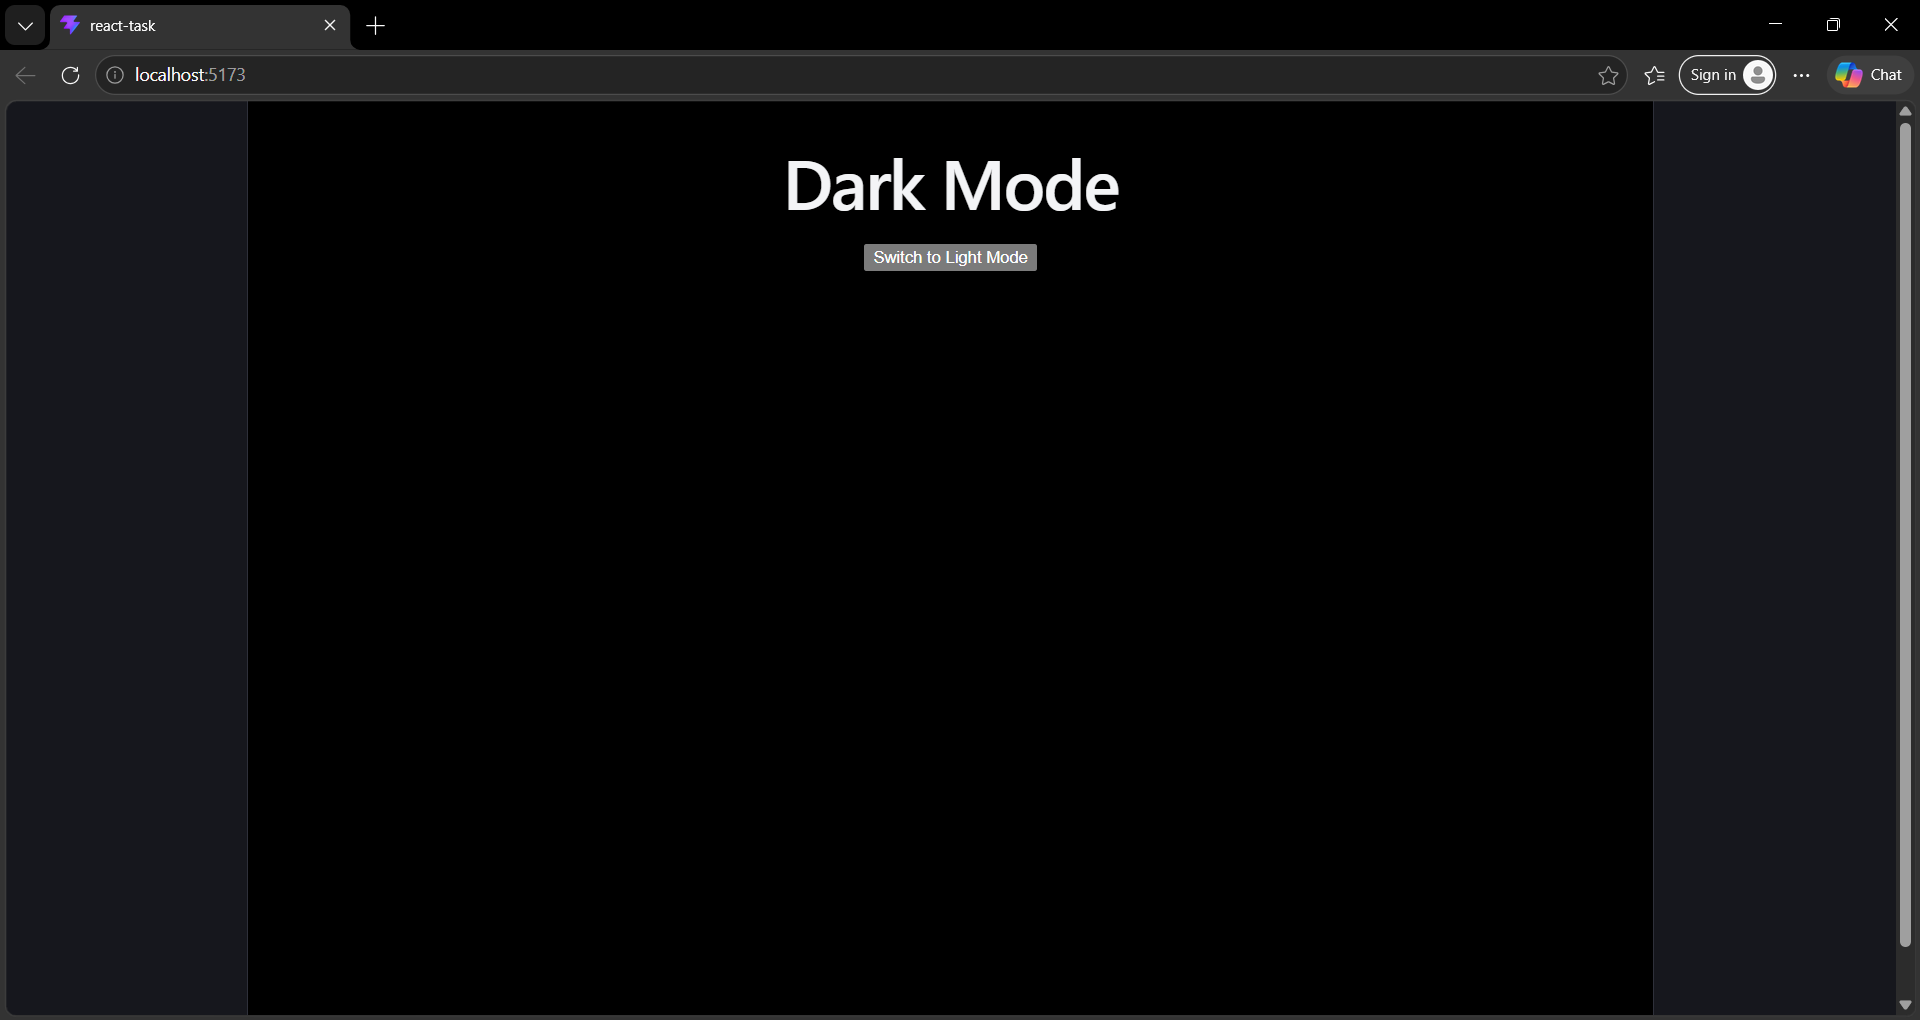 react-task
localhost:5173
Sign in
Chat
Dark Mode
Switch to Light Mode